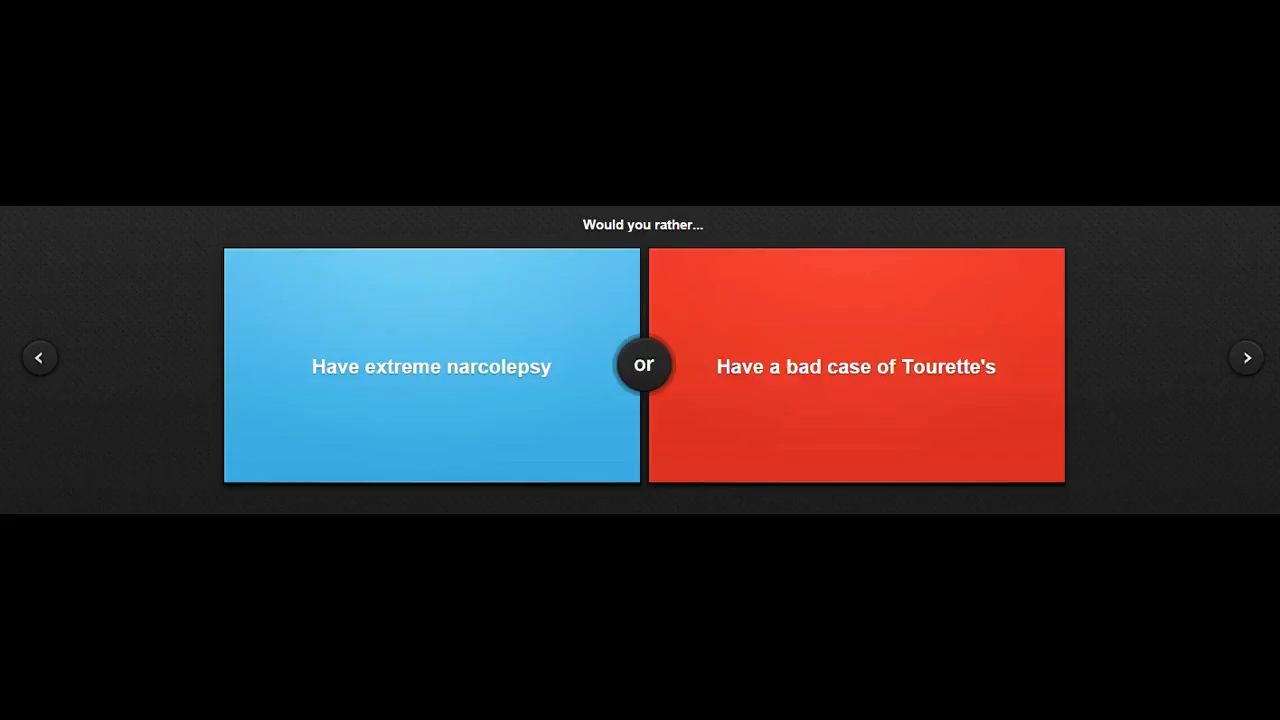 Would you rather...
Have extreme narcolepsy
or
Have a bad case of Tourette's